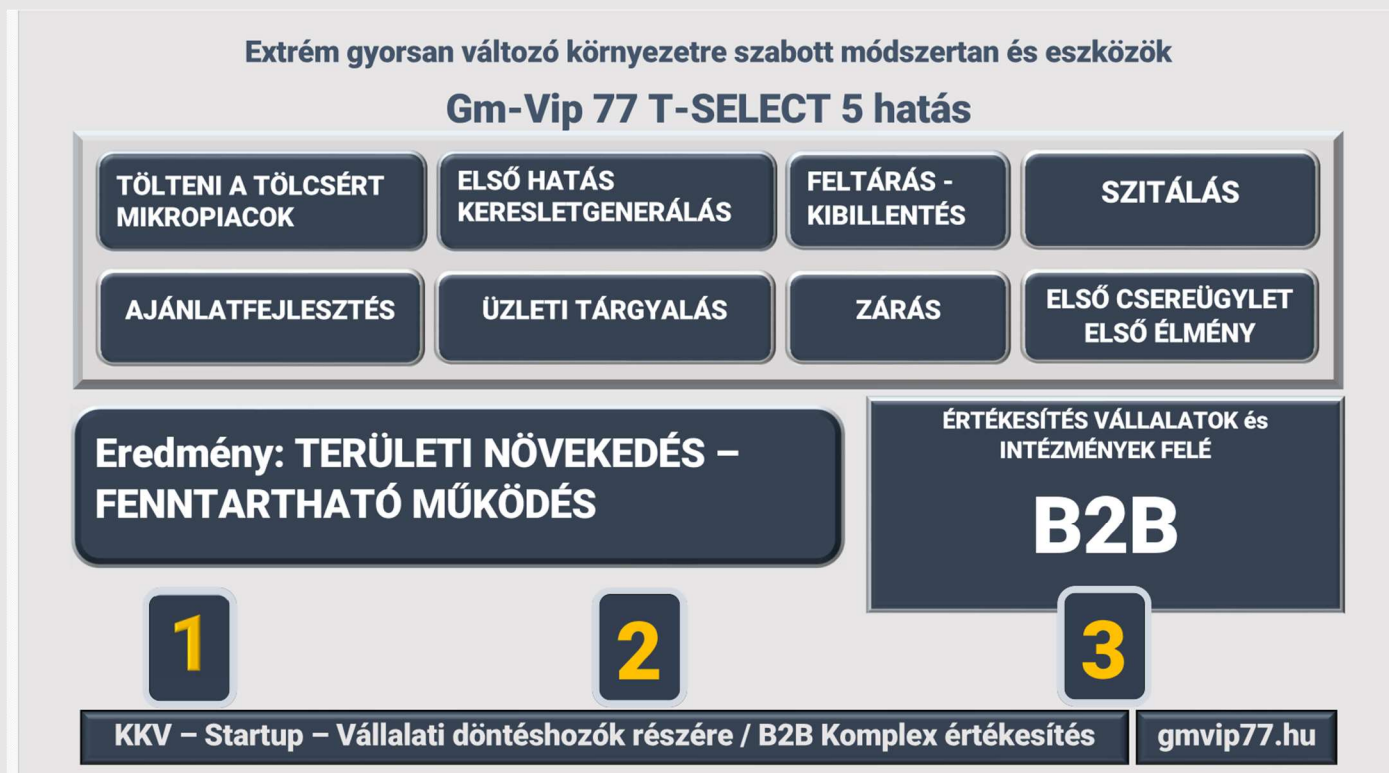 Extrém gyorsan változó környezetre szabott módszertan és eszközök
Gm-Vip 77 T-SELECT 5 hatás
TÖLTENI A TÖLCSÉRT
MIKROPIACOK
ELSŐ HATÁS
KERESLETGENERÁLÁS
FELTÁRÁS -
KIBILLENTÉS
SZITÁLÁS
AJÁNLATFEJLESZTÉS
ÜZLETI TÁRGYALÁS
ZÁRÁS
ELSŐ CSEREÜGYLET
ELSŐ ÉLMÉNY
Eredmény: TERÜLETI NÖVEKEDÉS –
FENNTARTHATÓ MŰKÖDÉS
ÉRTÉKESÍTÉS VÁLLALATOK és
INTÉZMÉNYEK FELÉ
B2B
1
2
3
KKV – Startup – Vállalati döntéshozók részére / B2B Komplex értékesítés
gmvip77.hu